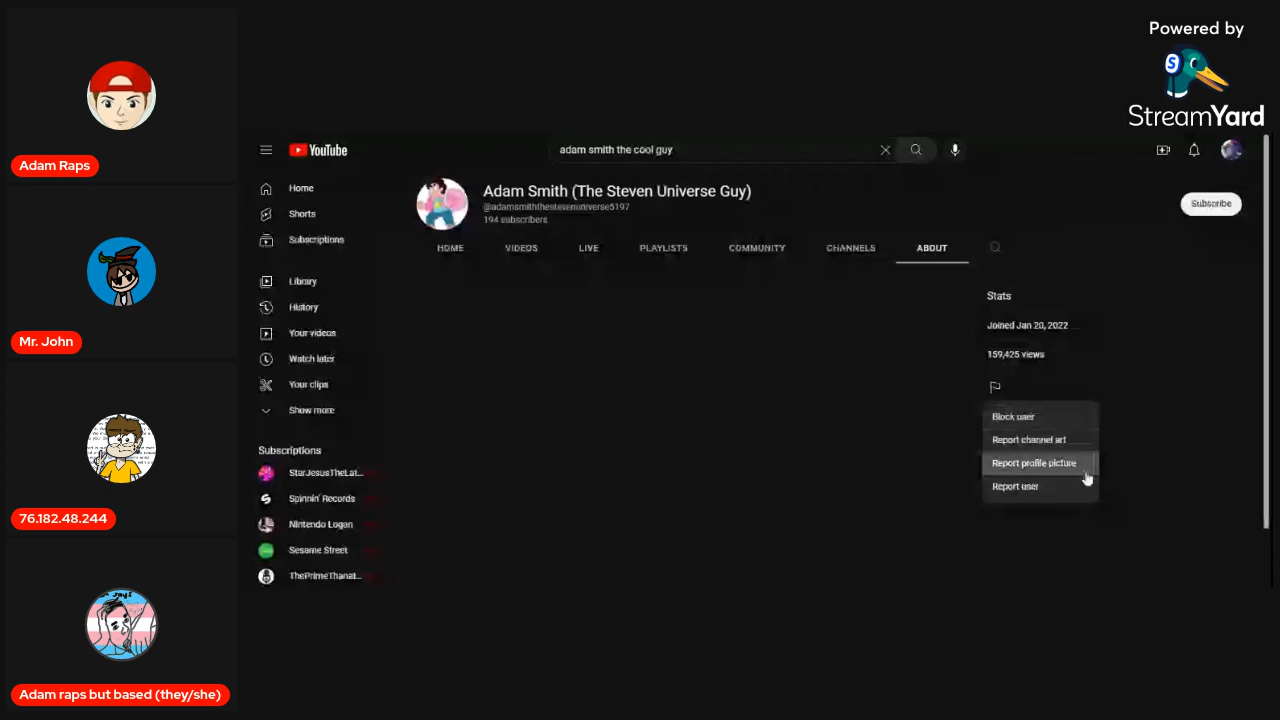 Adam Raps
Mr. John
76.182.48.244
Adam raps but based (they/she)
Powered by
StreamYard
YouTube
adam smith the cool guy
Home
Shorts
Subscriptions
Library
History
Your videos
Watch later
Your clips
Show more
Subscriptions
StarJesusTheLat...
Spinnin' Records
Nintendo Logan
Sesame Street
ThePrimeThanat...
Adam Smith (The Steven Universe Guy)
@adamsmiththestevenuniverse5197
194 subscribers
Subscribe
HOME VIDEOS LIVE PLAYLISTS COMMUNITY CHANNELS ABOUT
Stats
Joined Jan 20, 2022
159,425 views
Block user
Report channel art
Report profile picture
Report user